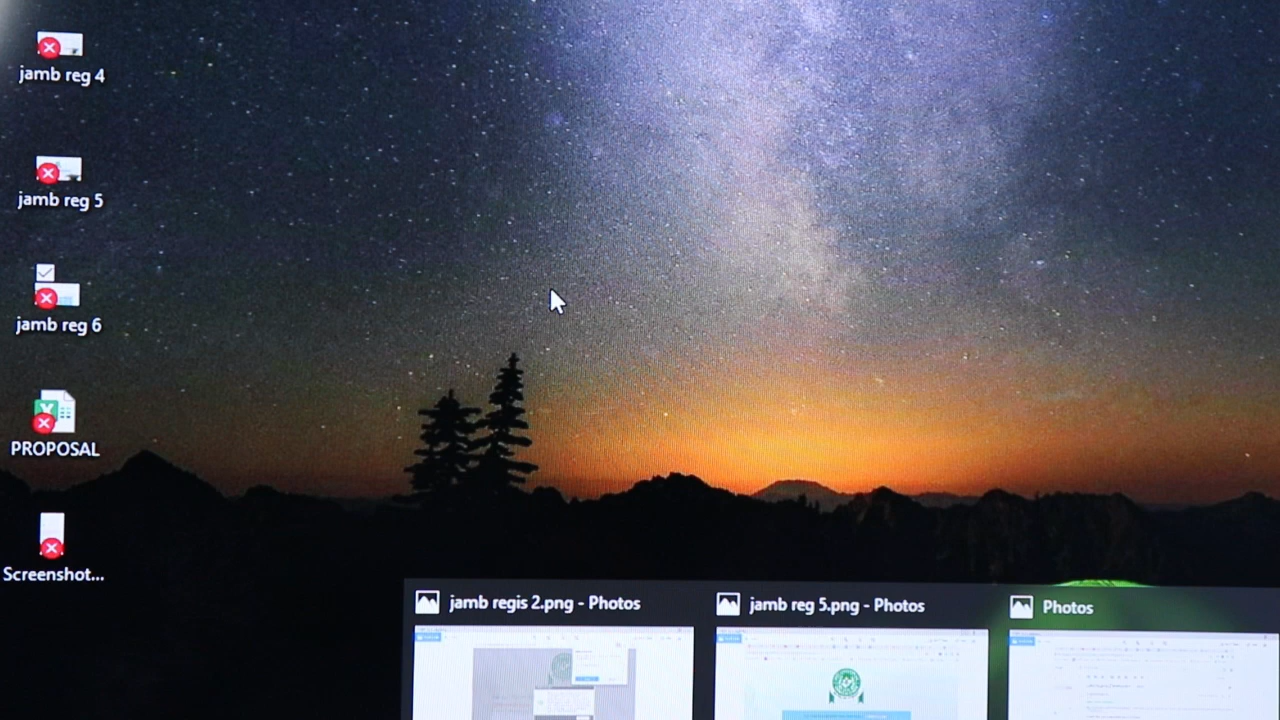 jamb reg 4
jamb reg 5
jamb reg 6
PROPOSAL
Screenshot...
jamb regis 2.png - Photos
jamb reg 5.png - Photos
Photos